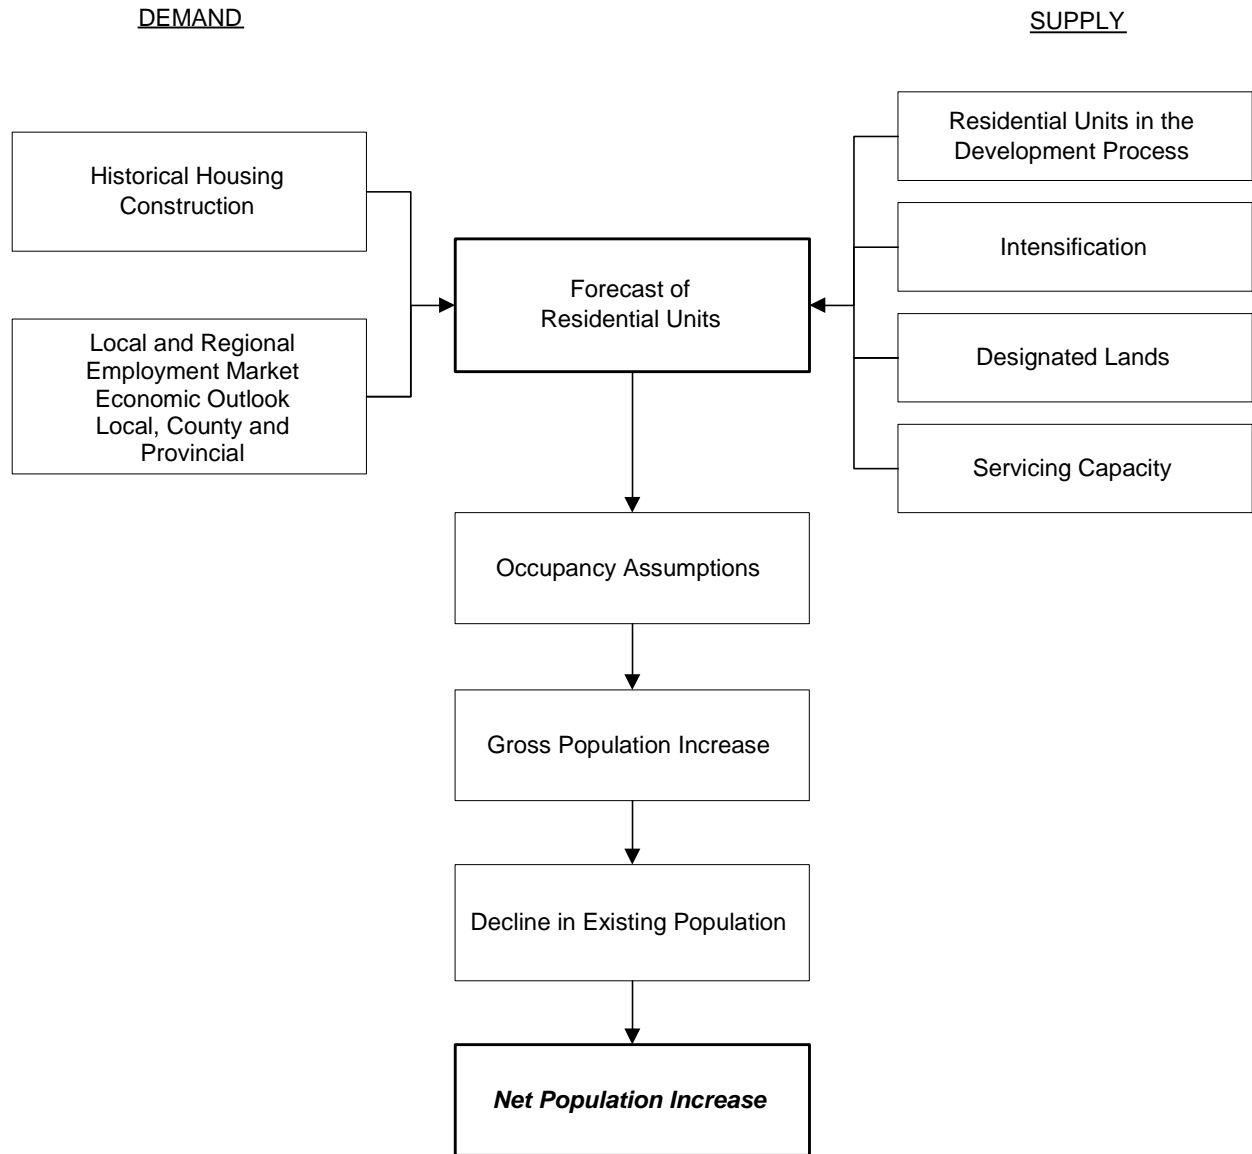 DEMAND
SUPPLY
Historical Housing
Construction
Local and Regional
Employment Market
Economic Outlook
Local, County and
Provincial
Forecast of
Residential Units
Residential Units in the
Development Process
Intensification
Designated Lands
Servicing Capacity
Occupancy Assumptions
Gross Population Increase
Decline in Existing Population
Net Population Increase